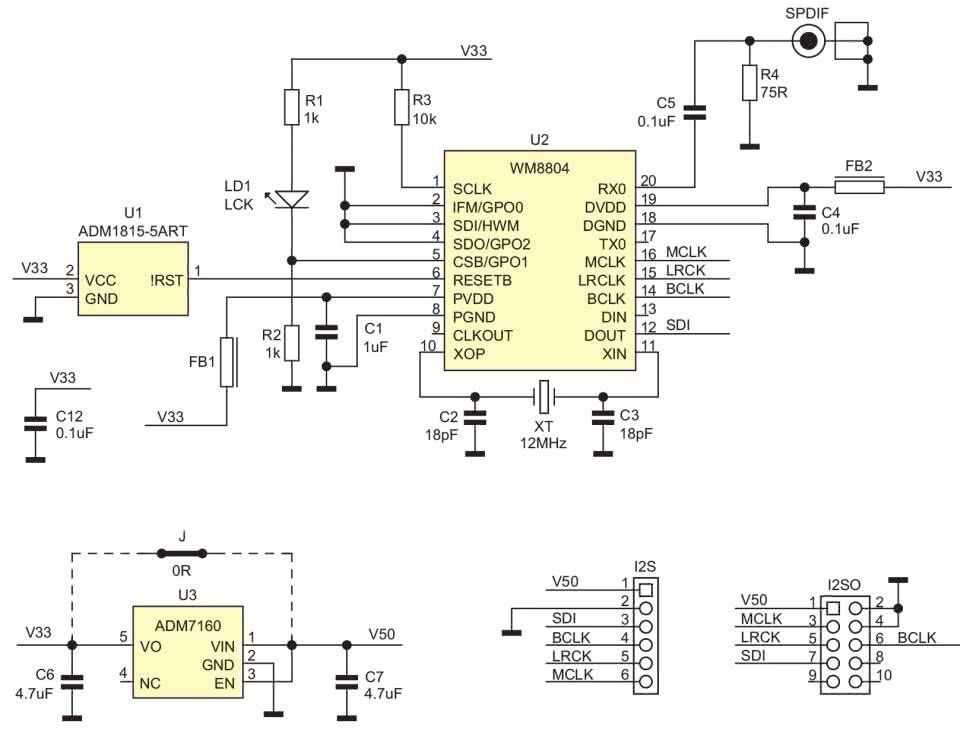 SPDIF
V33
R1
1k
R3
10k
R4
75R
C5
0.1uF
U2
WM8804
FB2
V33
LD1
LCK
1 SCLK RX0 20
2 IFM/GPO0 DVDD 19
3 SDI/HWM DGND 18
4 SDO/GPO2 TX0 17
5 CSB/GPO1 MCLK 16 MCLK
6 RESETB LRCLK 15 LRCK
7 PVDD BCLK 14 BCLK
8 PGND DIN 13
9 CLKOUT DOUT 12 SDI
10 XOP XIN 11
C4
0.1uF
U1
ADM1815-5ART
V33 2 VCC !RST 1
3 GND
R2
1k
C1
1uF
FB1
V33
V33
C12
0.1uF
C2
18pF
XT
12MHz
C3
18pF
J
0R
U3
ADM7160
V33 5 VO VIN 1 V50
GND 2
4 NC EN 3
C6
4.7uF
C7
4.7uF
I2S
V50 1
2
SDI 3
BCLK 4
LRCK 5
MCLK 6
I2SO
V50 1 2
MCLK 3 4
LRCK 5 6 BCLK
SDI 7 8
9 10